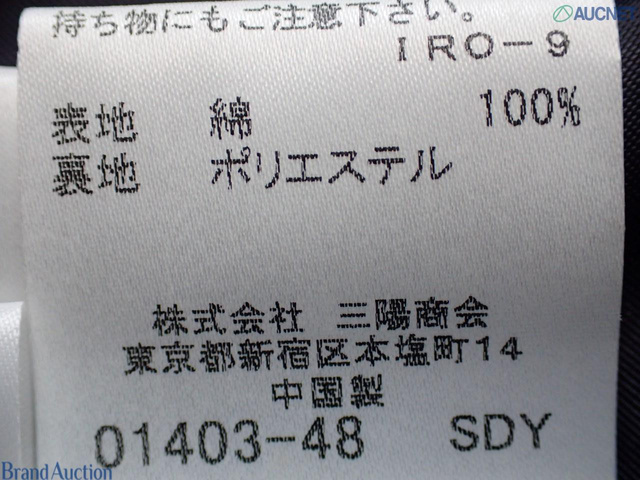 持ち物にもご注意下さい。
AUCNET
IRO-9
表地 綿 100%
裏地 ポリエステル
株式会社 三陽商会
東京都新宿区本塩町14
中国製
01403-48 SDY
Brand Auction